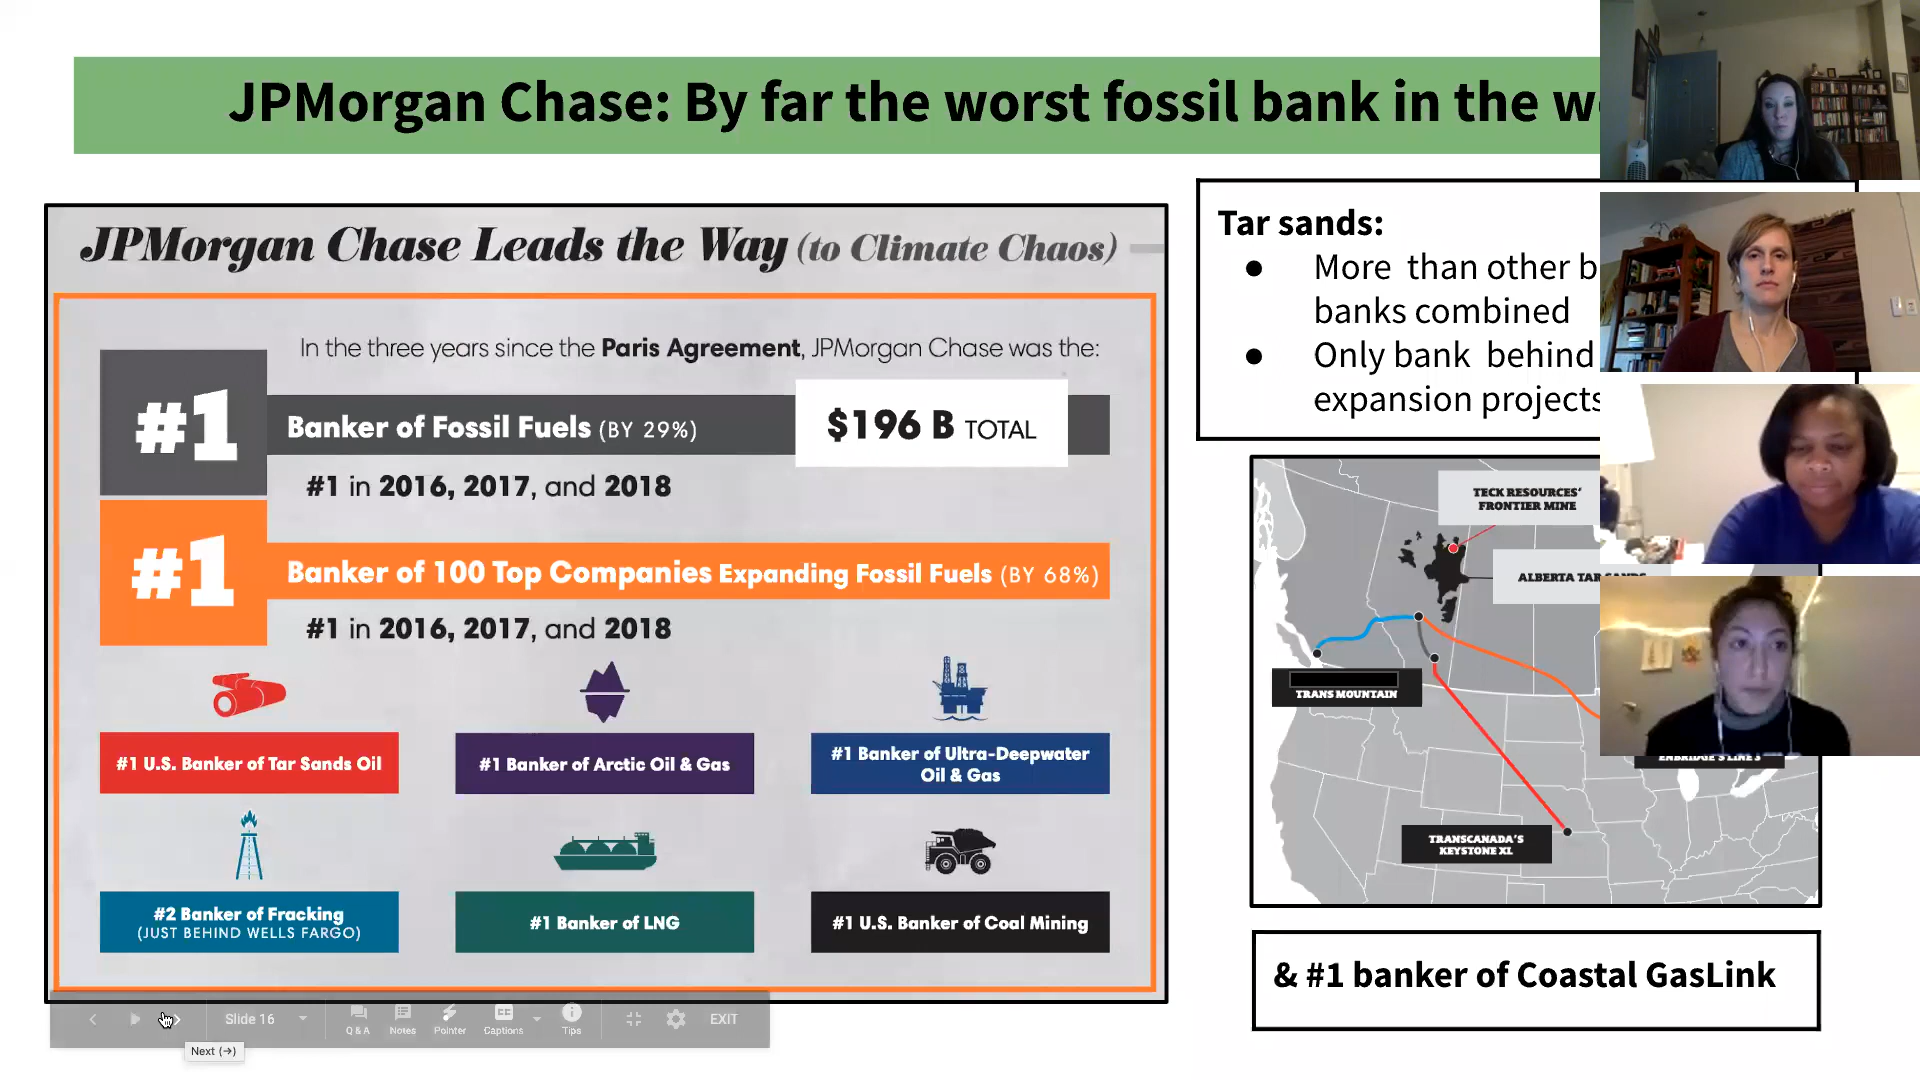 JPMorgan Chase: By far the worst fossil bank in the
JPMorgan Chase Leads the Way (to Climate Chaos)
In the three years since the Paris Agreement, JPMorgan Chase was the:
#1
Banker of Fossil Fuels (BY 29%)
$196 B TOTAL
#1 in 2016, 2017, and 2018
#1
Banker of 100 Top Companies Expanding Fossil Fuels (BY 68%)
#1 in 2016, 2017, and 2018
#1 U.S. Banker of Tar Sands Oil
#1 Banker of Arctic Oil & Gas
#1 Banker of Ultra-Deepwater
Oil & Gas
#2 Banker of Fracking
(JUST BEHIND WELLS FARGO)
#1 Banker of LNG
#1 U.S. Banker of Coal Mining
Tar sands:
● More than other
banks combined
● Only bank behind
expansion projects
TECK RESOURCES'
FRONTIER MINE
ALBERTA TAR SANDS
TRANS MOUNTAIN
ENBRIDGE'S LINE 3
TRANSCANADA'S
KEYSTONE XL
& #1 banker of Coastal GasLink
Slide 16
Q & A
Notes
Pointer
Captions
Tips
EXIT
Next (→)